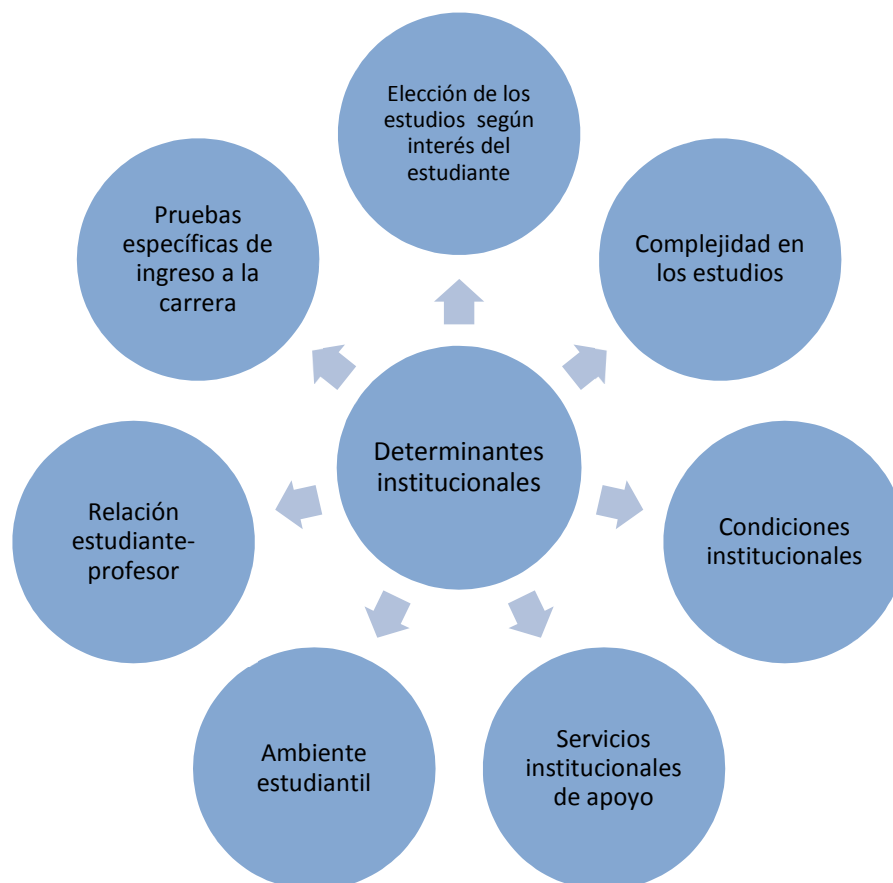 Elección de los
estudios según
interés del
estudiante
Complejidad en
los estudios
Condiciones
institucionales
Servicios
institucionales
de apoyo
Ambiente
estudiantil
Relación
estudiante-
profesor
Pruebas
específicas de
ingreso a la
carrera
Determinantes
institucionales